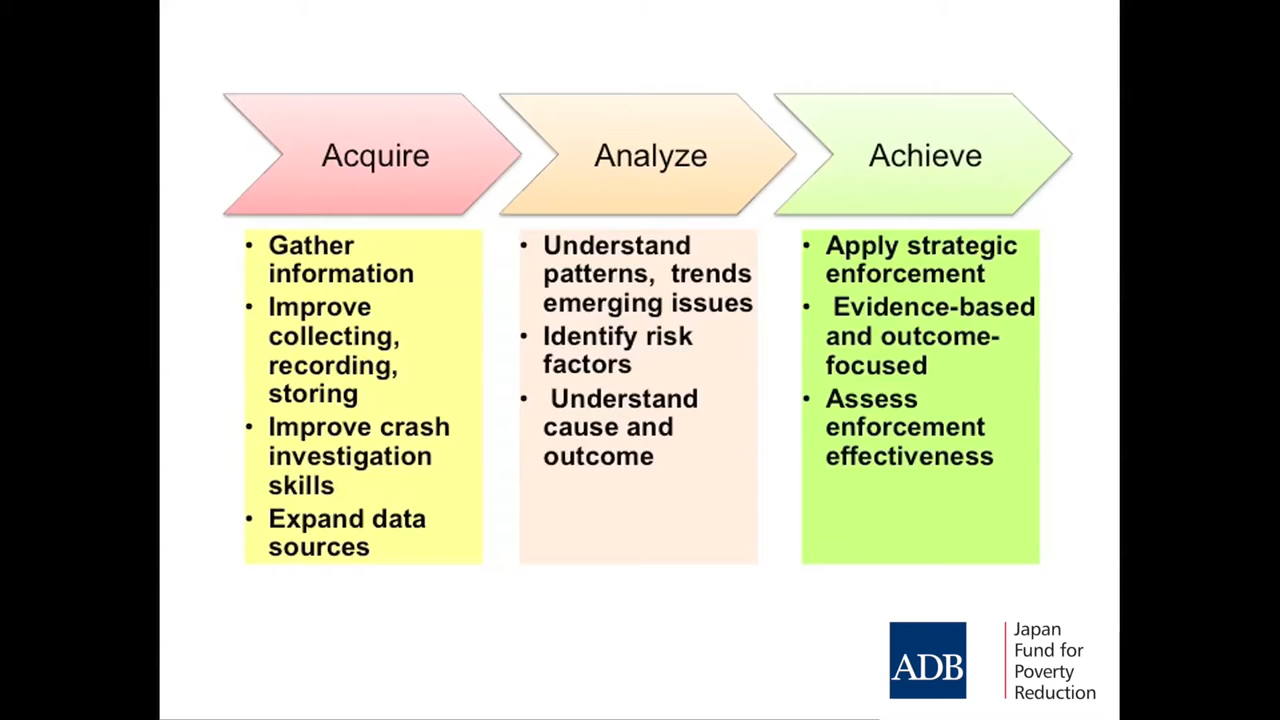 Acquire
Analyze
Achieve
• Gather
information
• Improve
collecting,
recording,
storing
• Improve crash
investigation
skills
• Expand data
sources
• Understand
patterns, trends
emerging issues
• Identify risk
factors
• Understand
cause and
outcome
• Apply strategic
enforcement
• Evidence-based
and outcome-
focused
• Assess
enforcement
effectiveness
ADB
Japan
Fund for
Poverty
Reduction